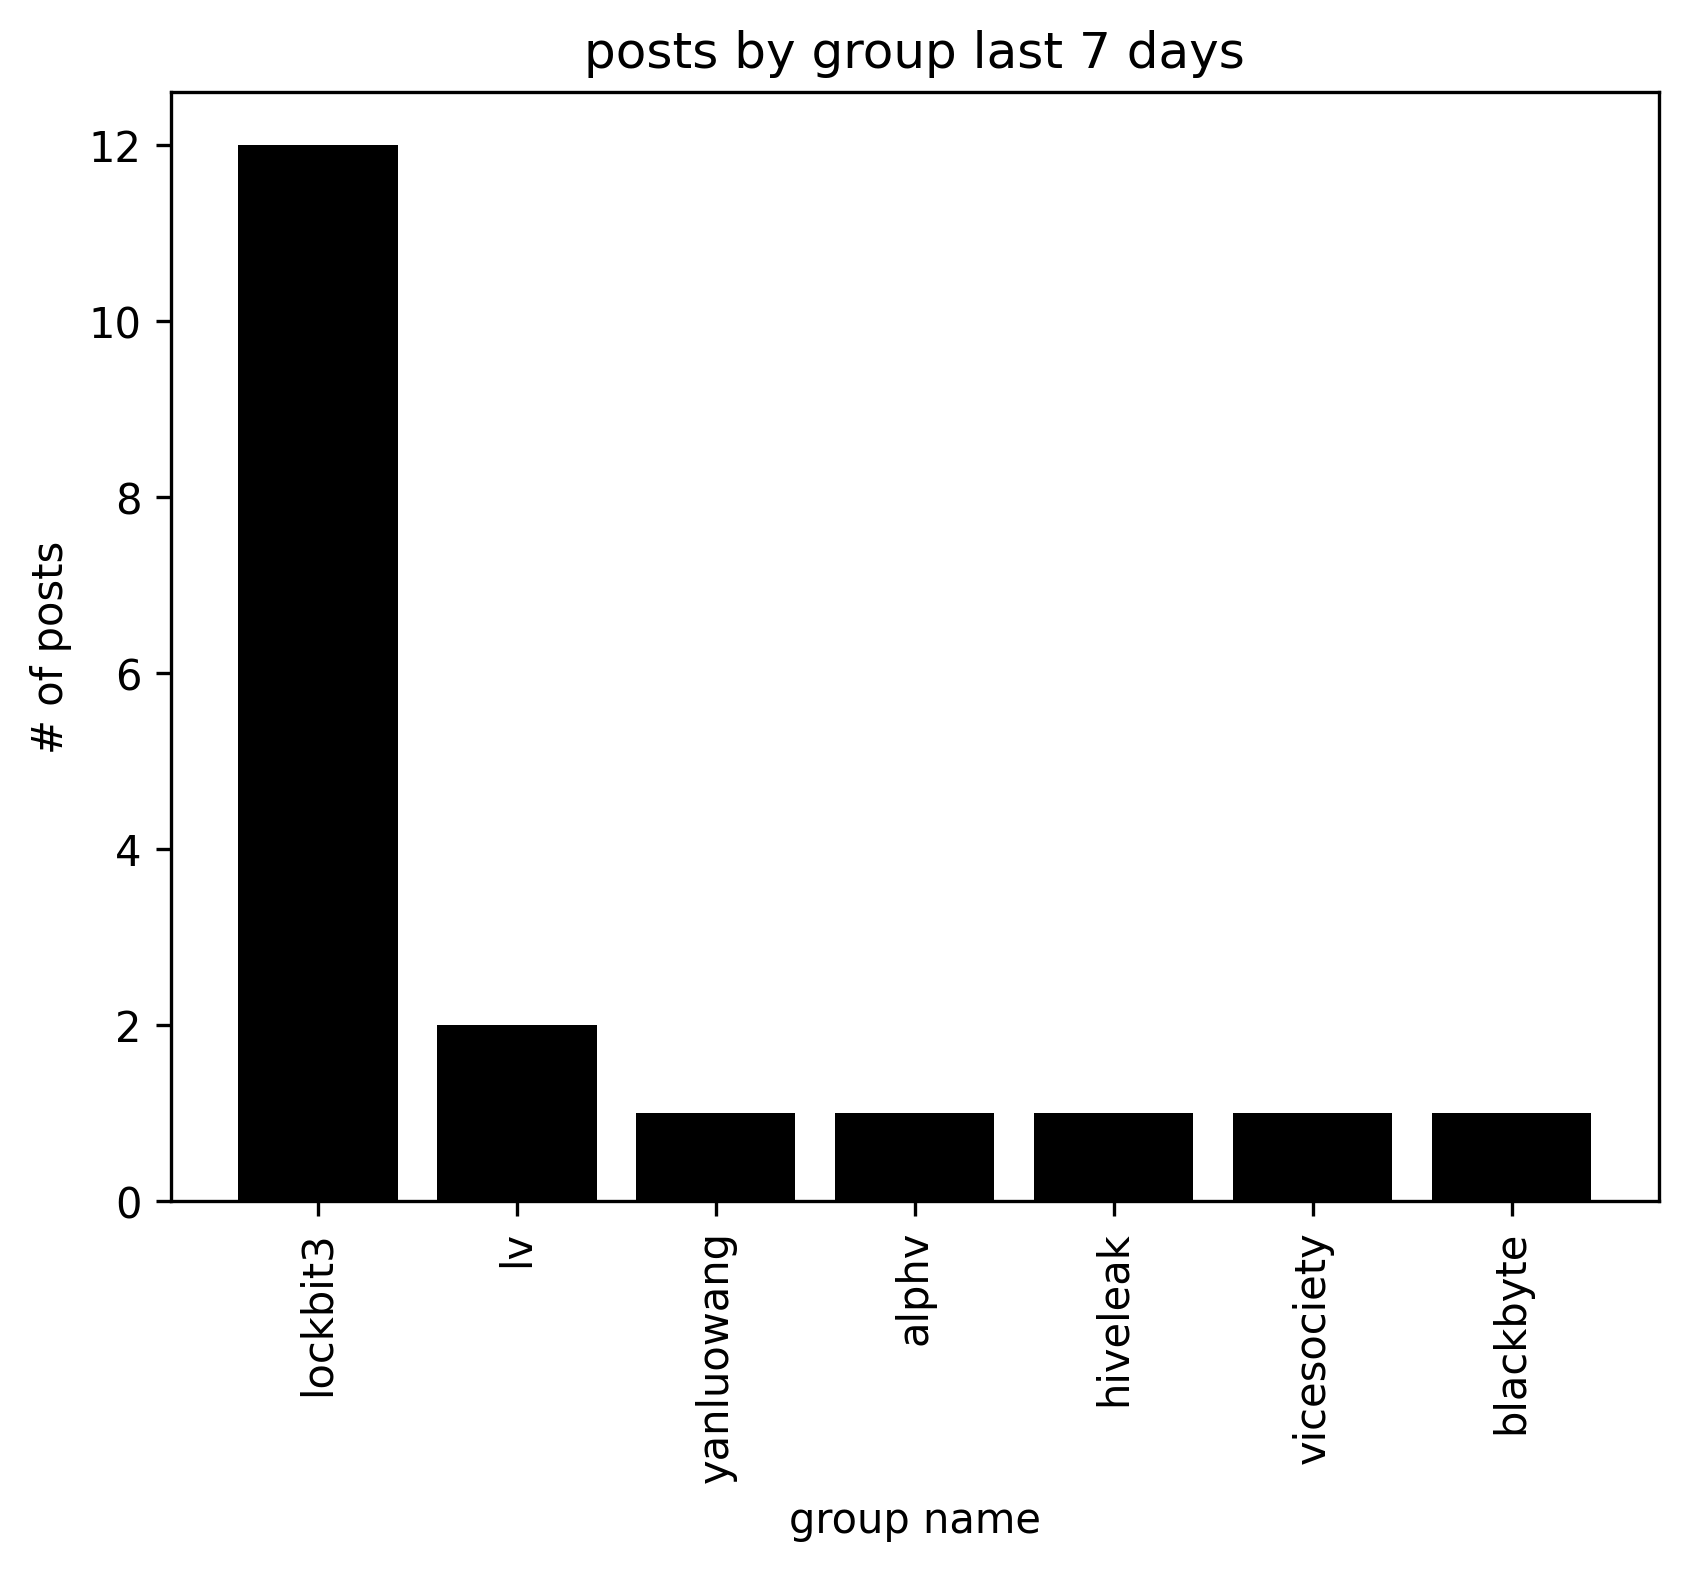 posts by group last 7 days
12
10
8
6
4
2
0
# of posts
lockbit3
lv
yanluowang
alphv
hiveleak
vicesociety
blackbyte
group name